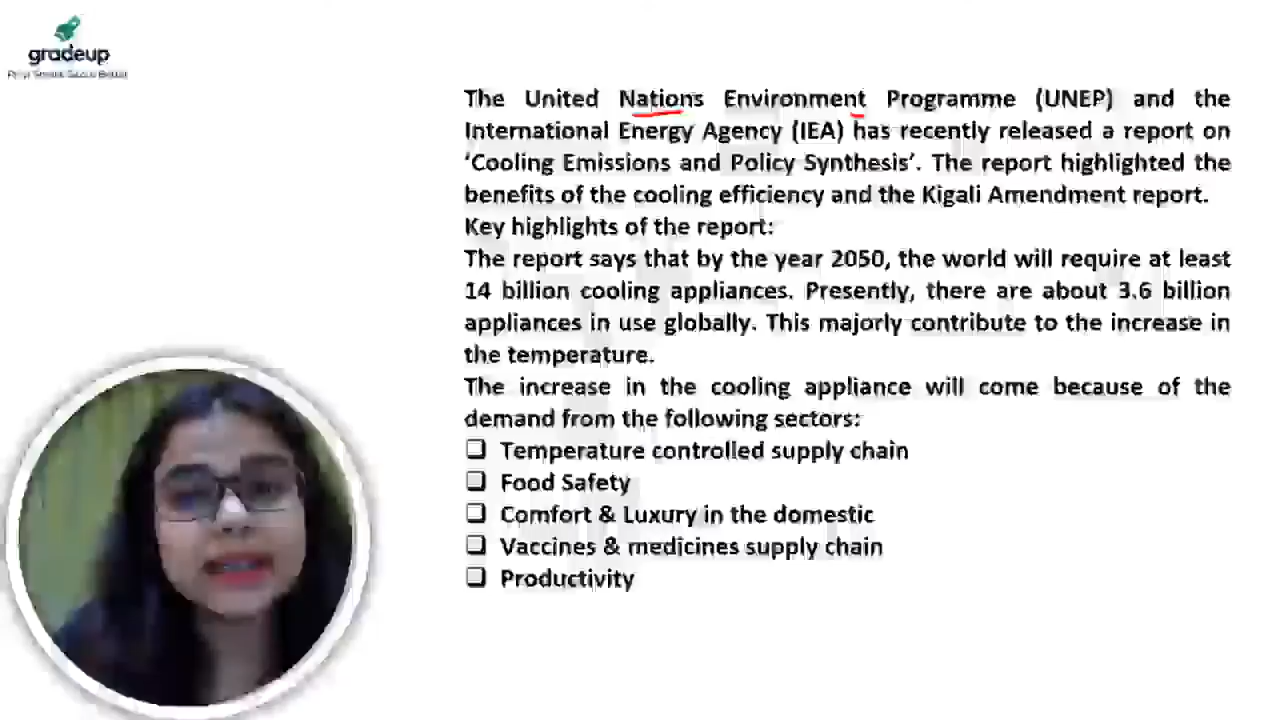 gradeup
The United Nations Environment Programme (UNEP) and the
International Energy Agency (IEA) has recently released a report on
‘Cooling Emissions and Policy Synthesis’. The report highlighted the
benefits of the cooling efficiency and the Kigali Amendment report.
Key highlights of the report:
The report says that by the year 2050, the world will require at least
14 billion cooling appliances. Presently, there are about 3.6 billion
appliances in use globally. This majorly contribute to the increase in
the temperature.
The increase in the cooling appliance will come because of the
demand from the following sectors:
❑ Temperature controlled supply chain
❑ Food Safety
❑ Comfort & Luxury in the domestic
❑ Vaccines & medicines supply chain
❑ Productivity